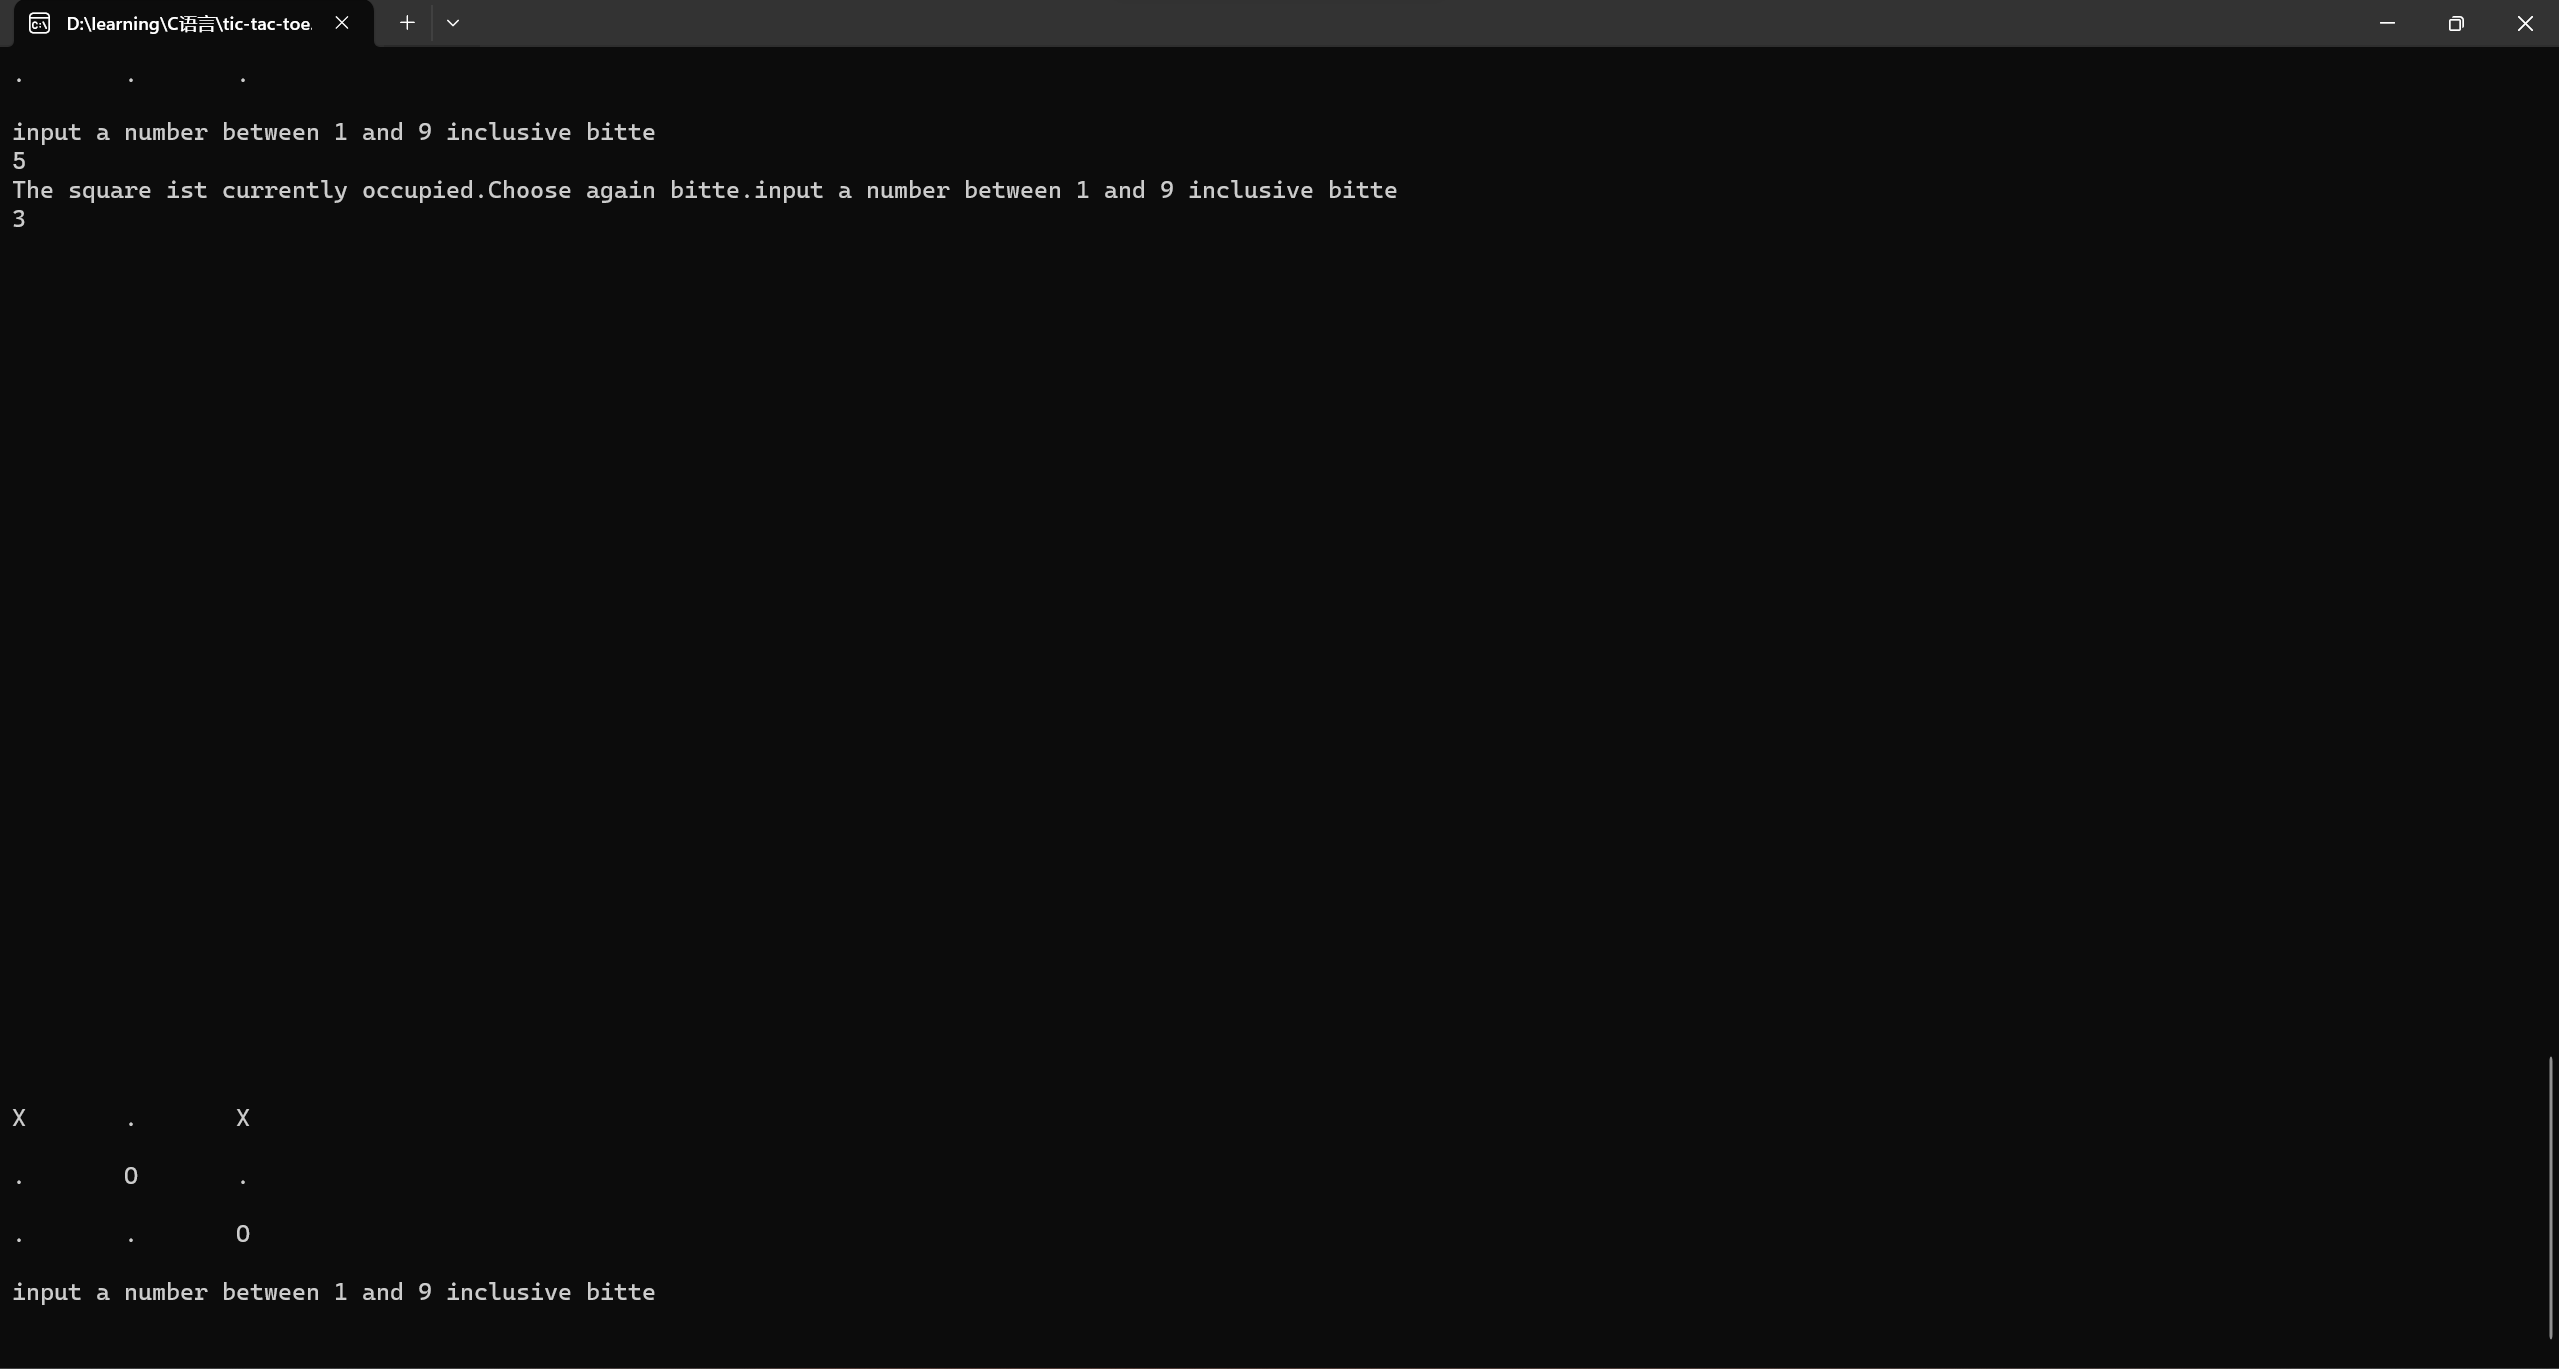 D:\learning\C语言\tic-tac-toe.
. . .
input a number between 1 and 9 inclusive bitte
5
The square ist currently occupied.Choose again bitte.input a number between 1 and 9 inclusive bitte
3
X . X
. O .
. . O
input a number between 1 and 9 inclusive bitte